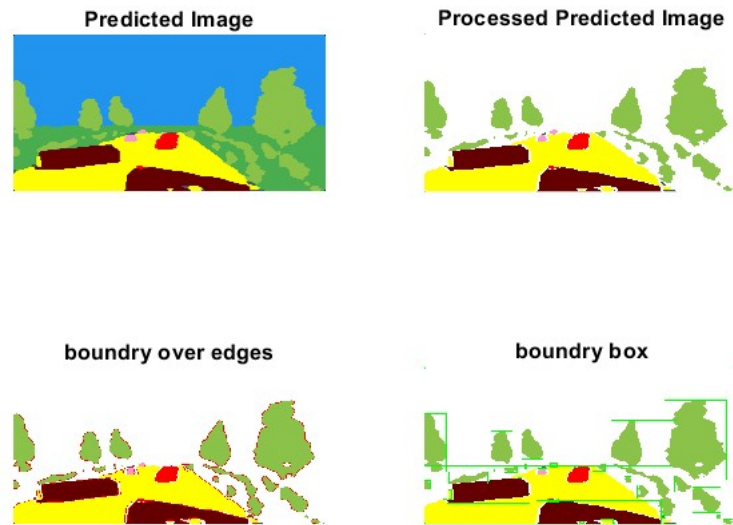 Predicted Image
Processed Predicted Image
boundry over edges
boundry box